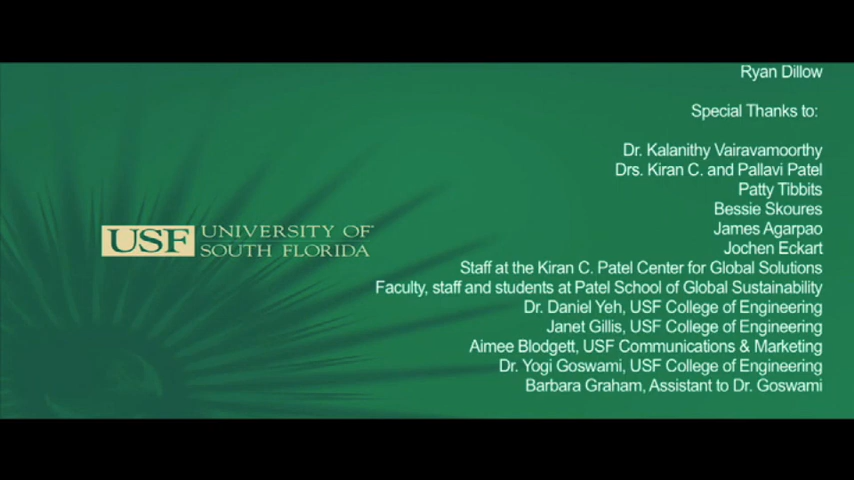 Ryan Dillow
Special Thanks to:
Dr. Kalanithy Vairavamoorthy
Drs. Kiran C. and Pallavi Patel
Patty Tibbits
Bessie Skoures
James Agarpao
Jochen Eckart
Staff at the Kiran C. Patel Center for Global Solutions
Faculty, staff and students at Patel School of Global Sustainability
Dr. Daniel Yeh, USF College of Engineering
Janet Gillis, USF College of Engineering
Aimee Blodgett, USF Communications & Marketing
Dr. Yogi Goswami, USF College of Engineering
Barbara Graham, Assistant to Dr. Goswami
USF UNIVERSITY OF
SOUTH FLORIDA